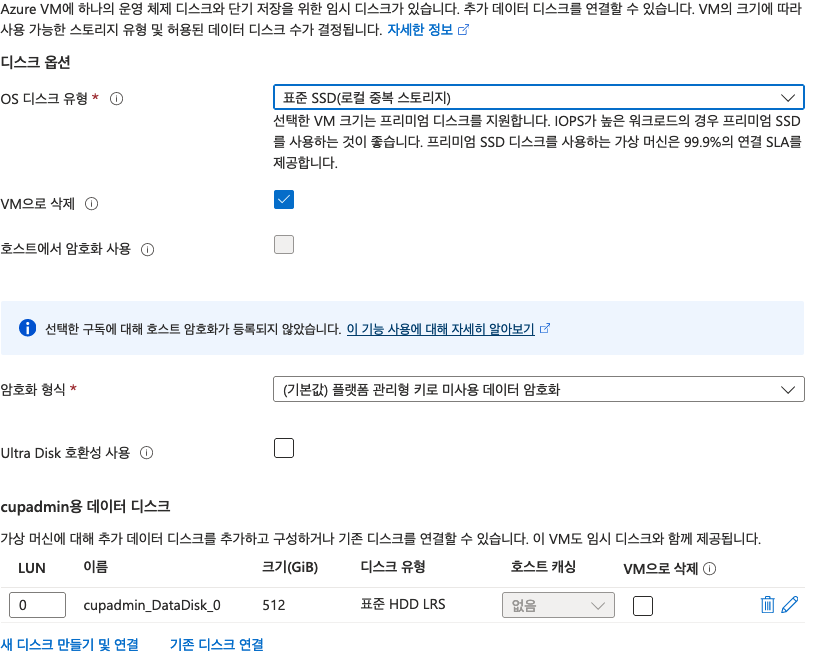 Azure VM에 하나의 운영 체제 디스크와 단기 저장을 위한 임시 디스크가 있습니다. 추가 데이터 디스크를 연결할 수 있습니다. VM의 크기에 따라
사용 가능한 스토리지 유형 및 허용된 데이터 디스크 수가 결정됩니다. 자세한 정보
디스크 옵션
OS 디스크 유형 *
표준 SSD(로컬 중복 스토리지)
선택한 VM 크기는 프리미엄 디스크를 지원합니다. IOPS가 높은 워크로드의 경우 프리미엄 SSD
를 사용하는 것이 좋습니다. 프리미엄 SSD 디스크를 사용하는 가상 머신은 99.9%의 연결 SLA를
제공합니다.
VM으로 삭제
호스트에서 암호화 사용
선택한 구독에 대해 호스트 암호화가 등록되지 않았습니다. 이 기능 사용에 대해 자세히 알아보기
암호화 형식 *
(기본값) 플랫폼 관리형 키로 미사용 데이터 암호화
Ultra Disk 호환성 사용
cupadmin용 데이터 디스크
가상 머신에 대해 추가 데이터 디스크를 추가하고 구성하거나 기존 디스크를 연결할 수 있습니다. 이 VM도 임시 디스크와 함께 제공됩니다.
LUN 이름 크기(GiB) 디스크 유형 호스트 캐싱 VM으로 삭제
0 cupadmin_DataDisk_0 512 표준 HDD LRS 없음
새 디스크 만들기 및 연결 기존 디스크 연결